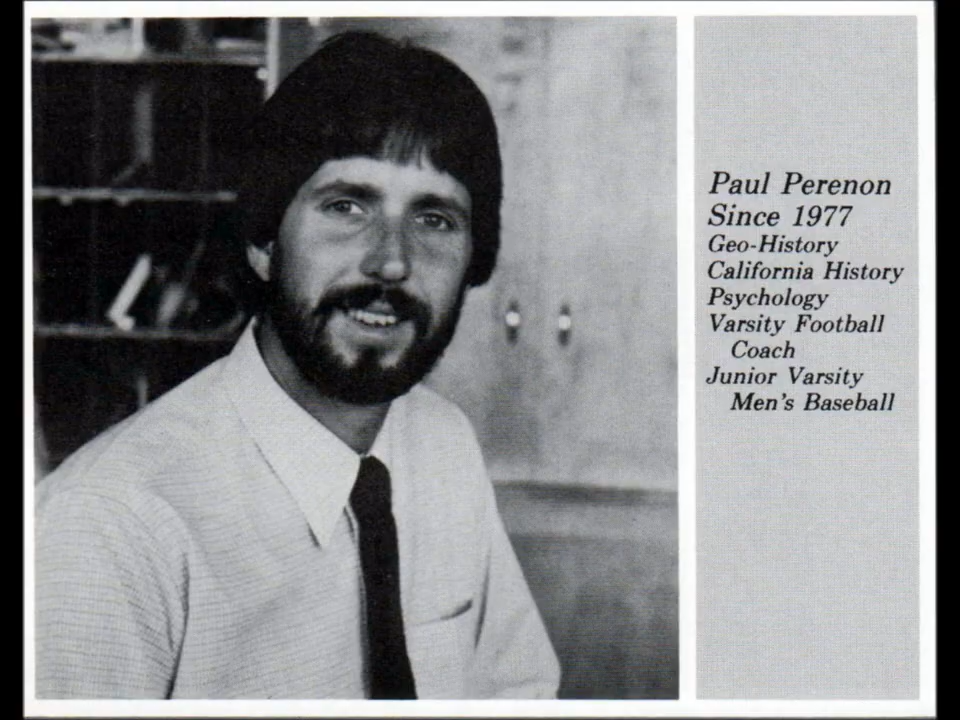 Paul Perenon
Since 1977
Geo-History
California History
Psychology
Varsity Football
Coach
Junior Varsity
Men's Baseball